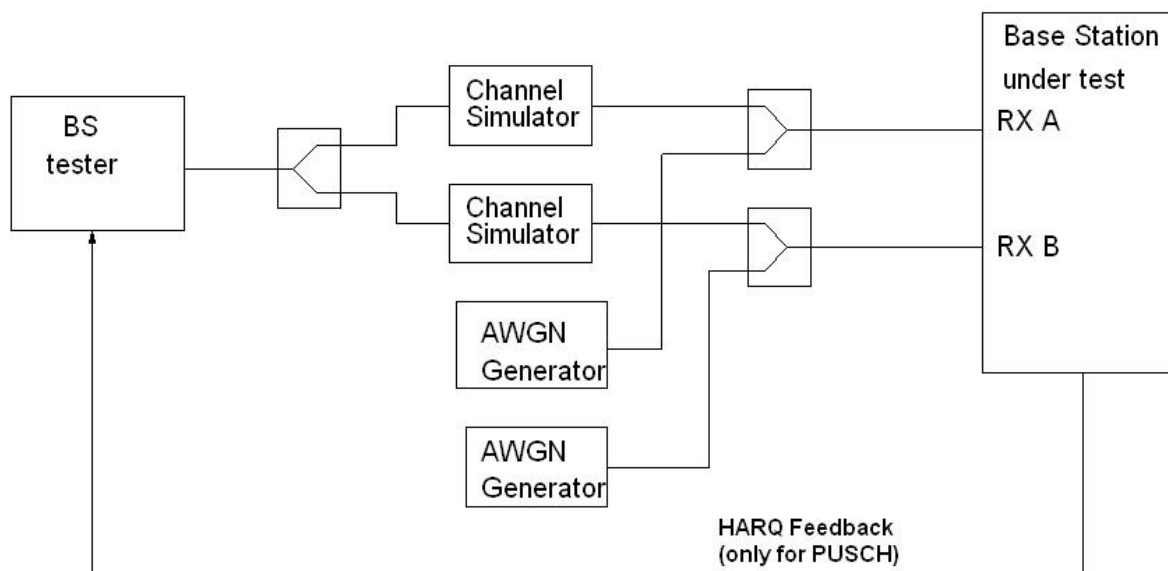 BS
tester
Channel
Simulator
Channel
Simulator
AWGN
Generator
AWGN
Generator
Base Station
under test
RX A
RX B
HARQ Feedback
(only for PUSCH)